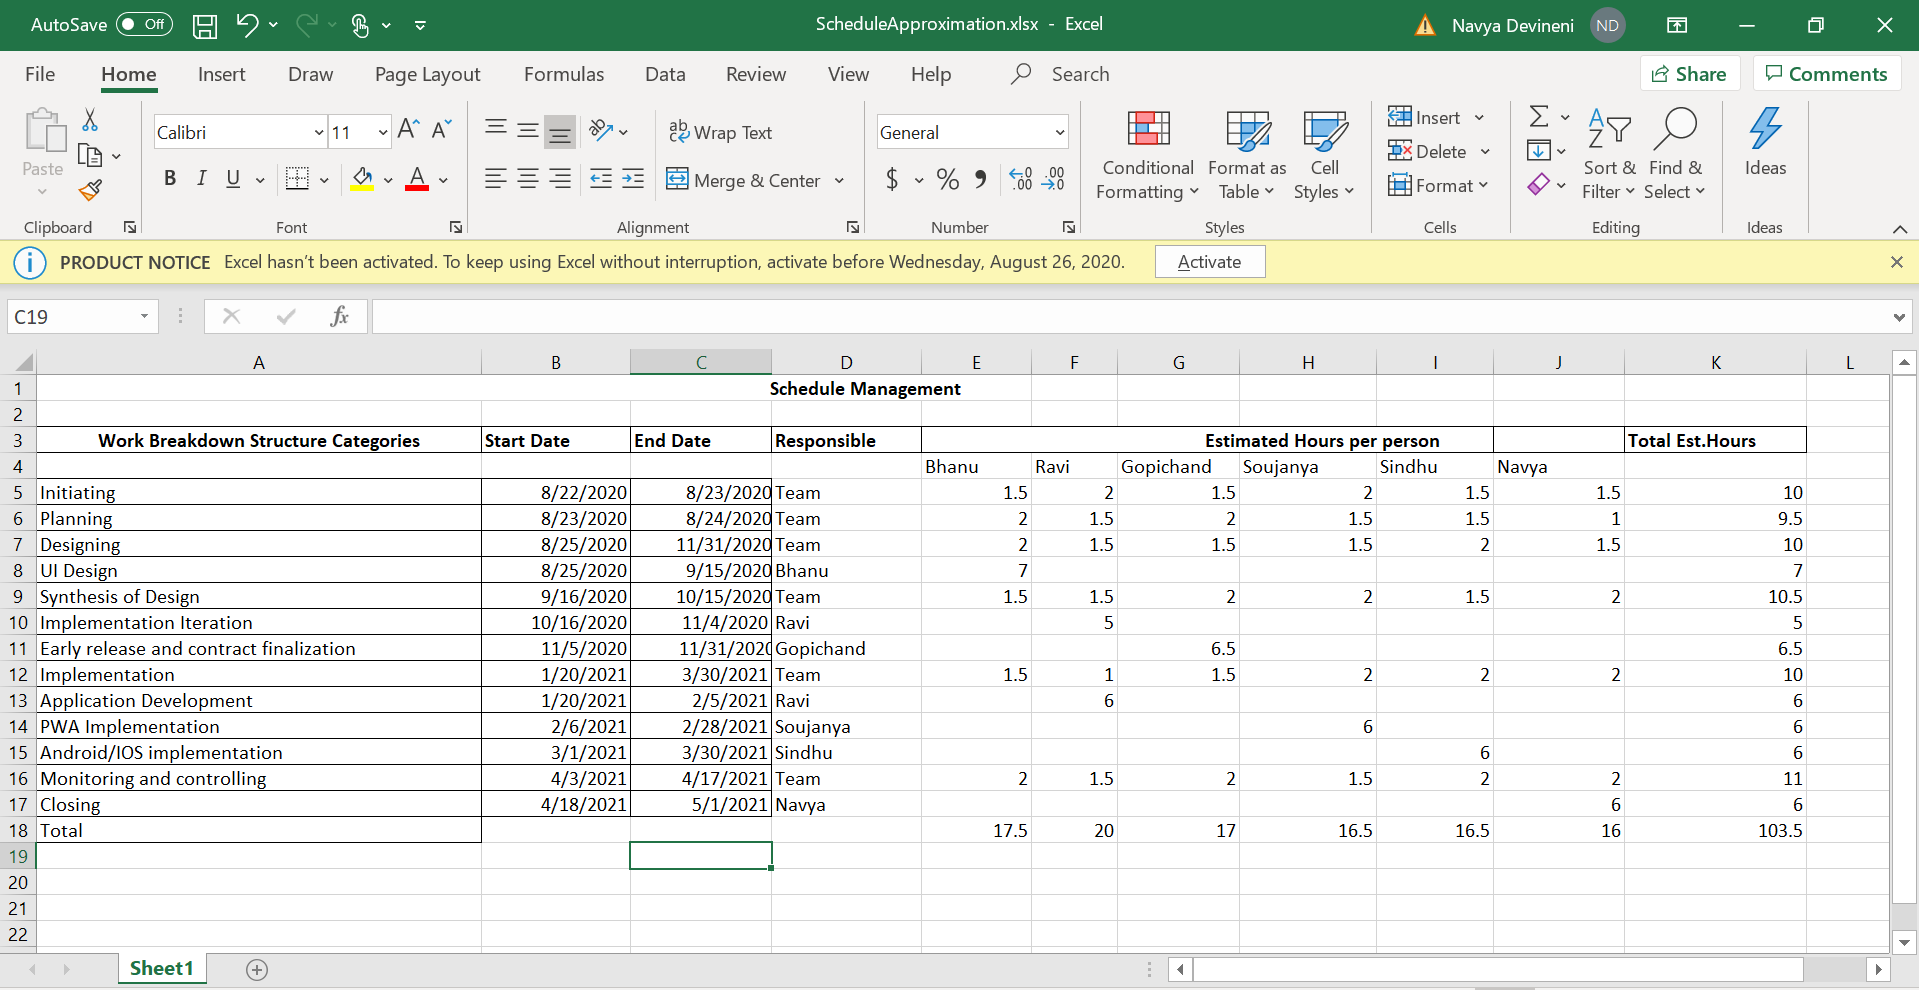 AutoSave Off ScheduleApproximation.xlsx - Excel Navya Devineni ND
File Home Insert Draw Page Layout Formulas Data Review View Help Search Share Comments
Paste Calibri 11 A A ab Wrap Text General Conditional Formatting Format as Table Cell Styles Insert Delete Format Sort & Filter Find & Select Ideas
B I U A Merge & Center $ %
Clipboard Font Alignment Number Styles Cells Editing Ideas
PRODUCT NOTICE Excel hasn't been activated. To keep using Excel without interruption, activate before Wednesday, August 26, 2020. Activate
C19 fx
A B C D E F G H I J K L
1 Schedule Management
2
3 Work Breakdown Structure Categories Start Date End Date Responsible Estimated Hours per person Total Est.Hours
4 Bhanu Ravi Gopichand Soujanya Sindhu Navya
5 Initiating 8/22/2020 8/23/2020 Team 1.5 2 1.5 2 1.5 1.5 10
6 Planning 8/23/2020 8/24/2020 Team 2 1.5 2 1.5 1.5 1 9.5
7 Designing 8/25/2020 11/31/2020 Team 2 1.5 1.5 1.5 2 1.5 10
8 UI Design 8/25/2020 9/15/2020 Bhanu 7 7
9 Synthesis of Design 9/16/2020 10/15/2020 Team 1.5 1.5 2 2 1.5 2 10.5
10 Implementation Iteration 10/16/2020 11/4/2020 Ravi 5 5
11 Early release and contract finalization 11/5/2020 11/31/2020 Gopichand 6.5 6.5
12 Implementation 1/20/2021 3/30/2021 Team 1.5 1 1.5 2 2 2 10
13 Application Development 1/20/2021 2/5/2021 Ravi 6 6
14 PWA Implementation 2/6/2021 2/28/2021 Soujanya 6 6
15 Android/IOS implementation 3/1/2021 3/30/2021 Sindhu 6 6
16 Monitoring and controlling 4/3/2021 4/17/2021 Team 2 1.5 2 1.5 2 2 11
17 Closing 4/18/2021 5/1/2021 Navya 6 6
18 Total 17.5 20 17 16.5 16.5 16 103.5
19
20
21
22
Sheet1